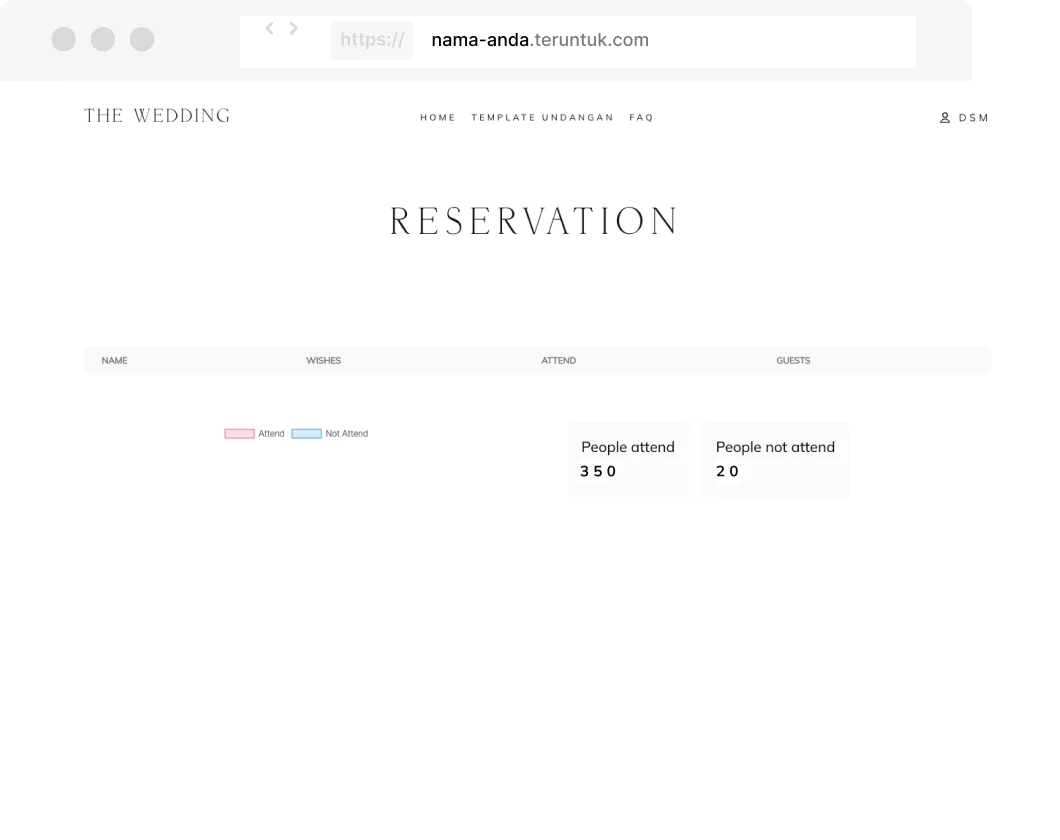 https:// nama-anda.teruntuk.com
THE WEDDING HOME TEMPLATE UNDANGAN FAQ DSM
RESERVATION
NAME WISHES ATTEND GUESTS
Attend Not Attend
People attend People not attend
350 20